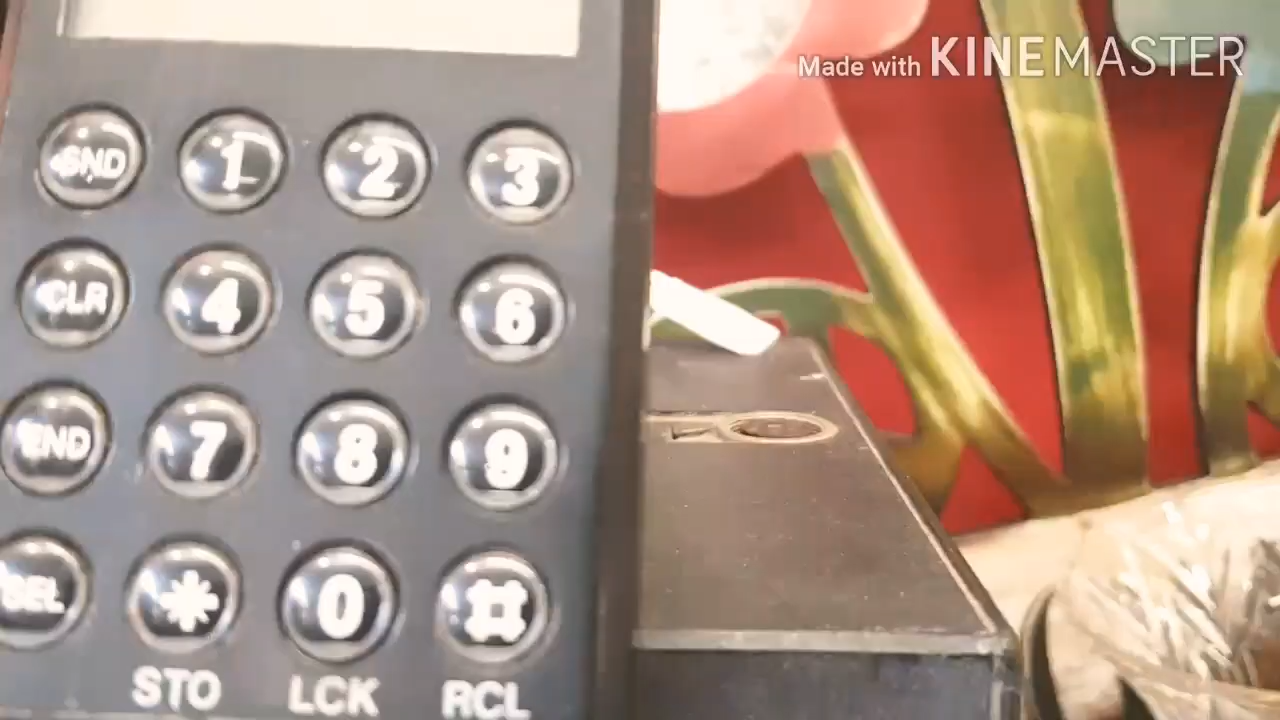 Made with KINEMASTER
SND 1 2 3
CLR 4 5 6
END 7 8 9
SEL * 0 #
STO LCK RCL